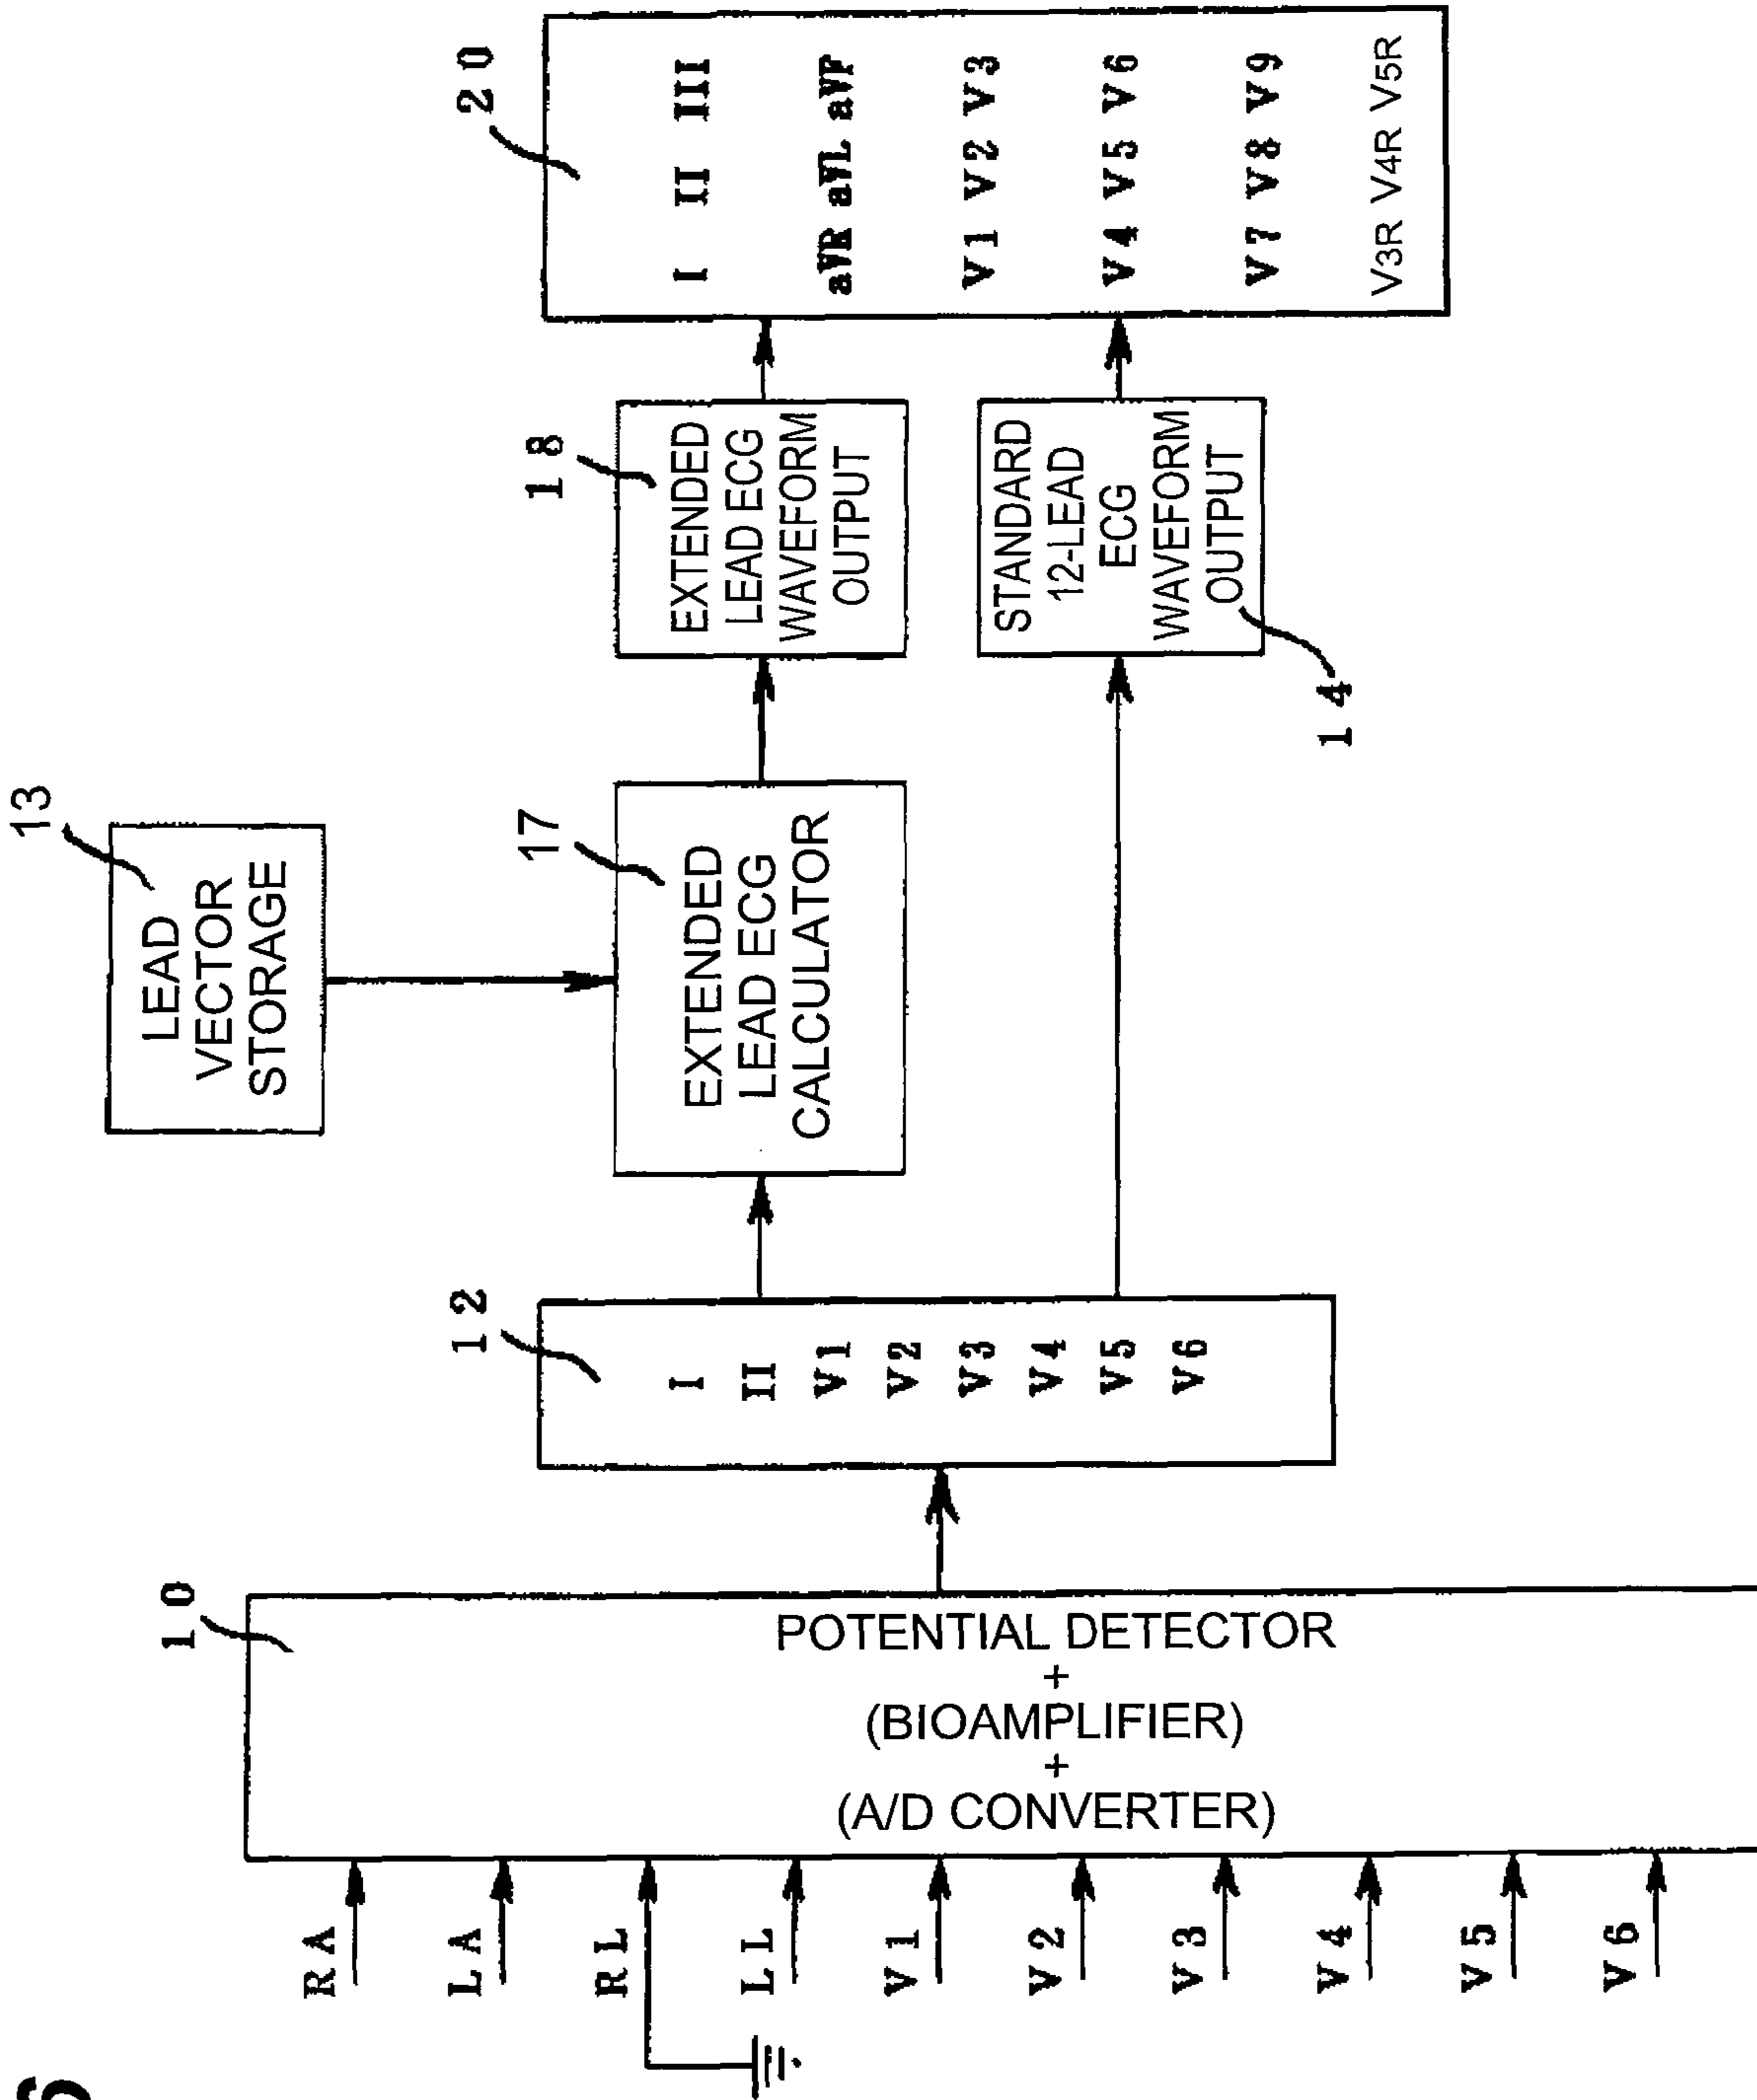 6
10
RA
LA
RL
LL
V1
V2
V3
V4
V5
V6
POTENTIAL DETECTOR
+
(BIOAMPLIFIER)
+
(A/D CONVERTER)
12
I
II
V1
V2
V3
V4
V5
V6
13
LEAD
VECTOR
STORAGE
17
EXTENDED
LEAD ECG
CALCULATOR
18
EXTENDED
LEAD ECG
WAVEFORM
OUTPUT
STANDARD
12-LEAD
ECG
WAVEFORM
OUTPUT
14
20
I II III
aVR aVL aVF
V1 V2 V3
V4 V5 V6
V7 V8 V9
V3R V4R V5R